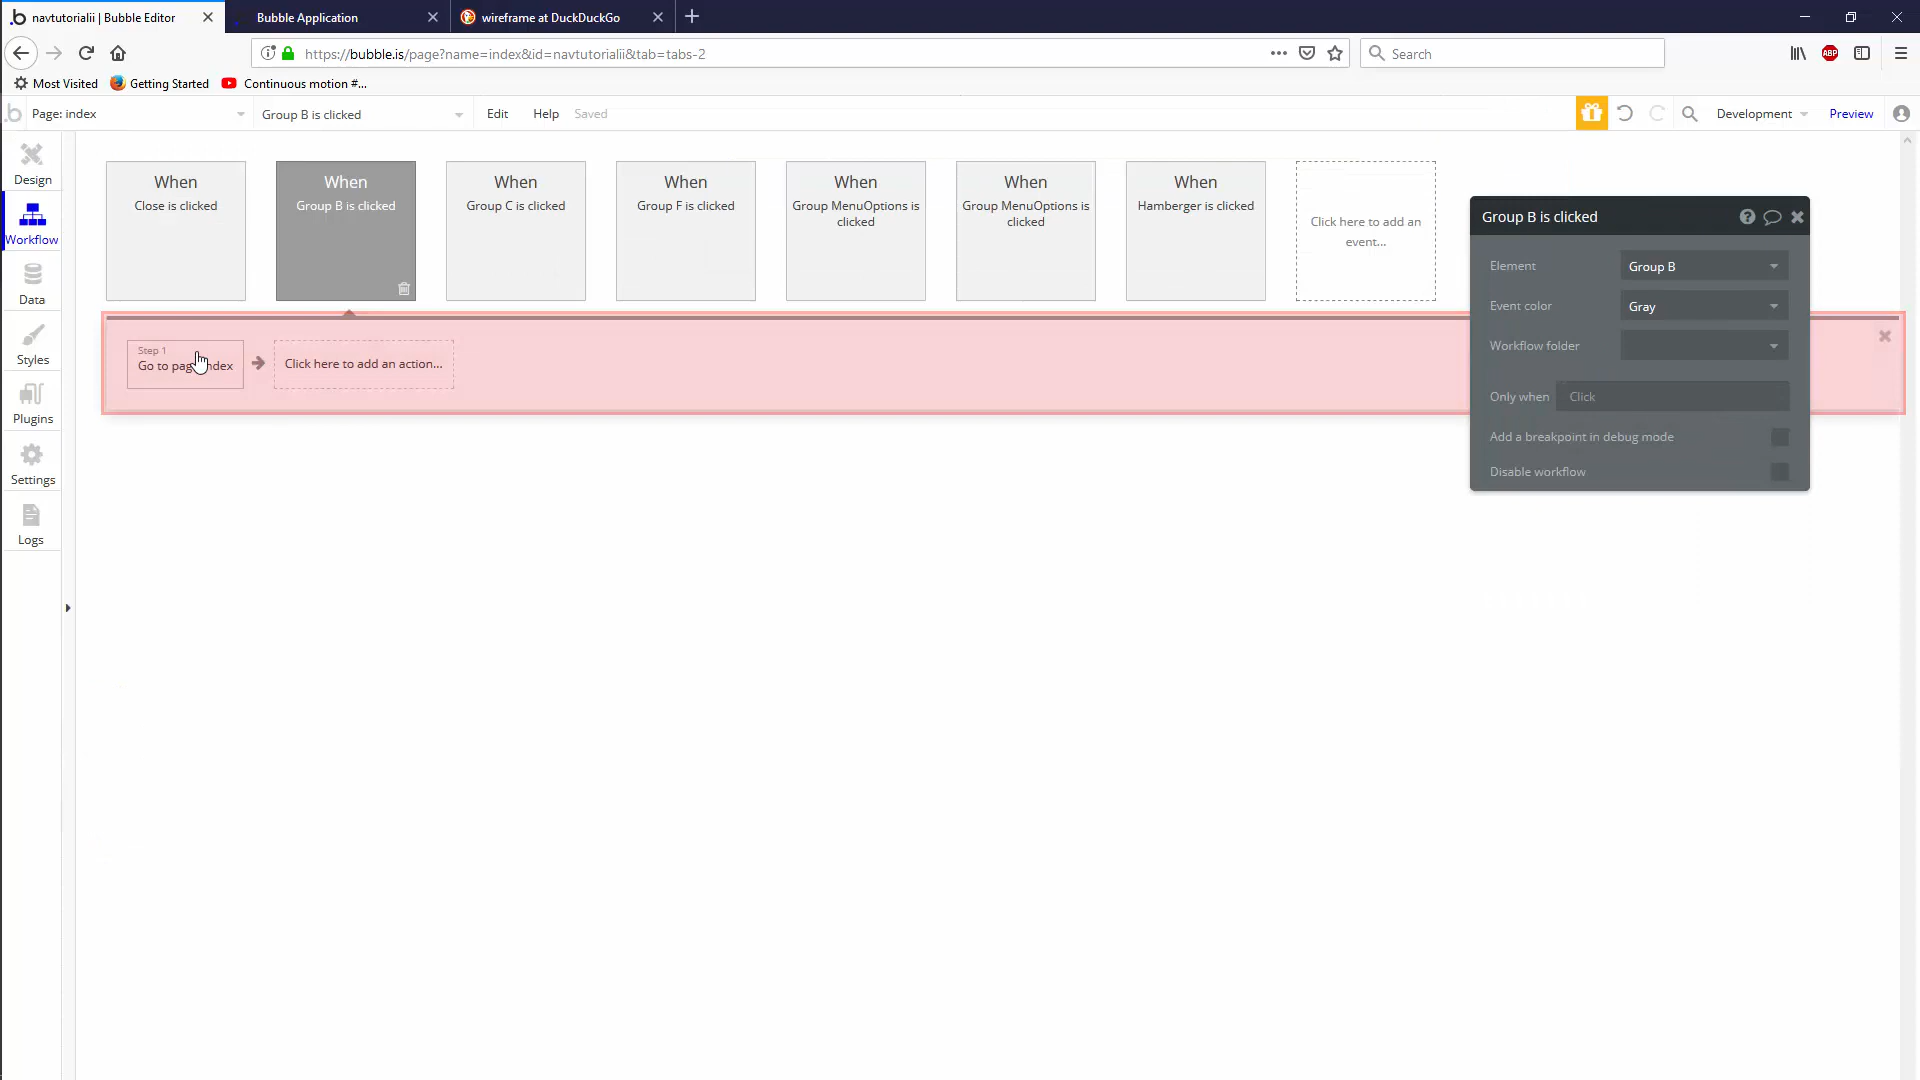 navtutorialii | Bubble Editor
Bubble Application
wireframe at DuckDuckGo
https://bubble.is/page?name=index&id=navtutorialii&tab=tabs-2
Search
Most Visited
Getting Started
Continuous motion #...
Page: index
Group B is clicked
Edit
Help
Saved
Development
Preview
Design
Workflow
Data
Styles
Plugins
Settings
Logs
When
Close is clicked
When
Group B is clicked
When
Group C is clicked
When
Group F is clicked
When
Group MenuOptions is
clicked
When
Group MenuOptions is
clicked
When
Hamberger is clicked
Click here to add an
event...
Step 1
Go to page index
Click here to add an action...
Group B is clicked
Element
Group B
Event color
Gray
Workflow folder
Only when
Click
Add a breakpoint in debug mode
Disable workflow